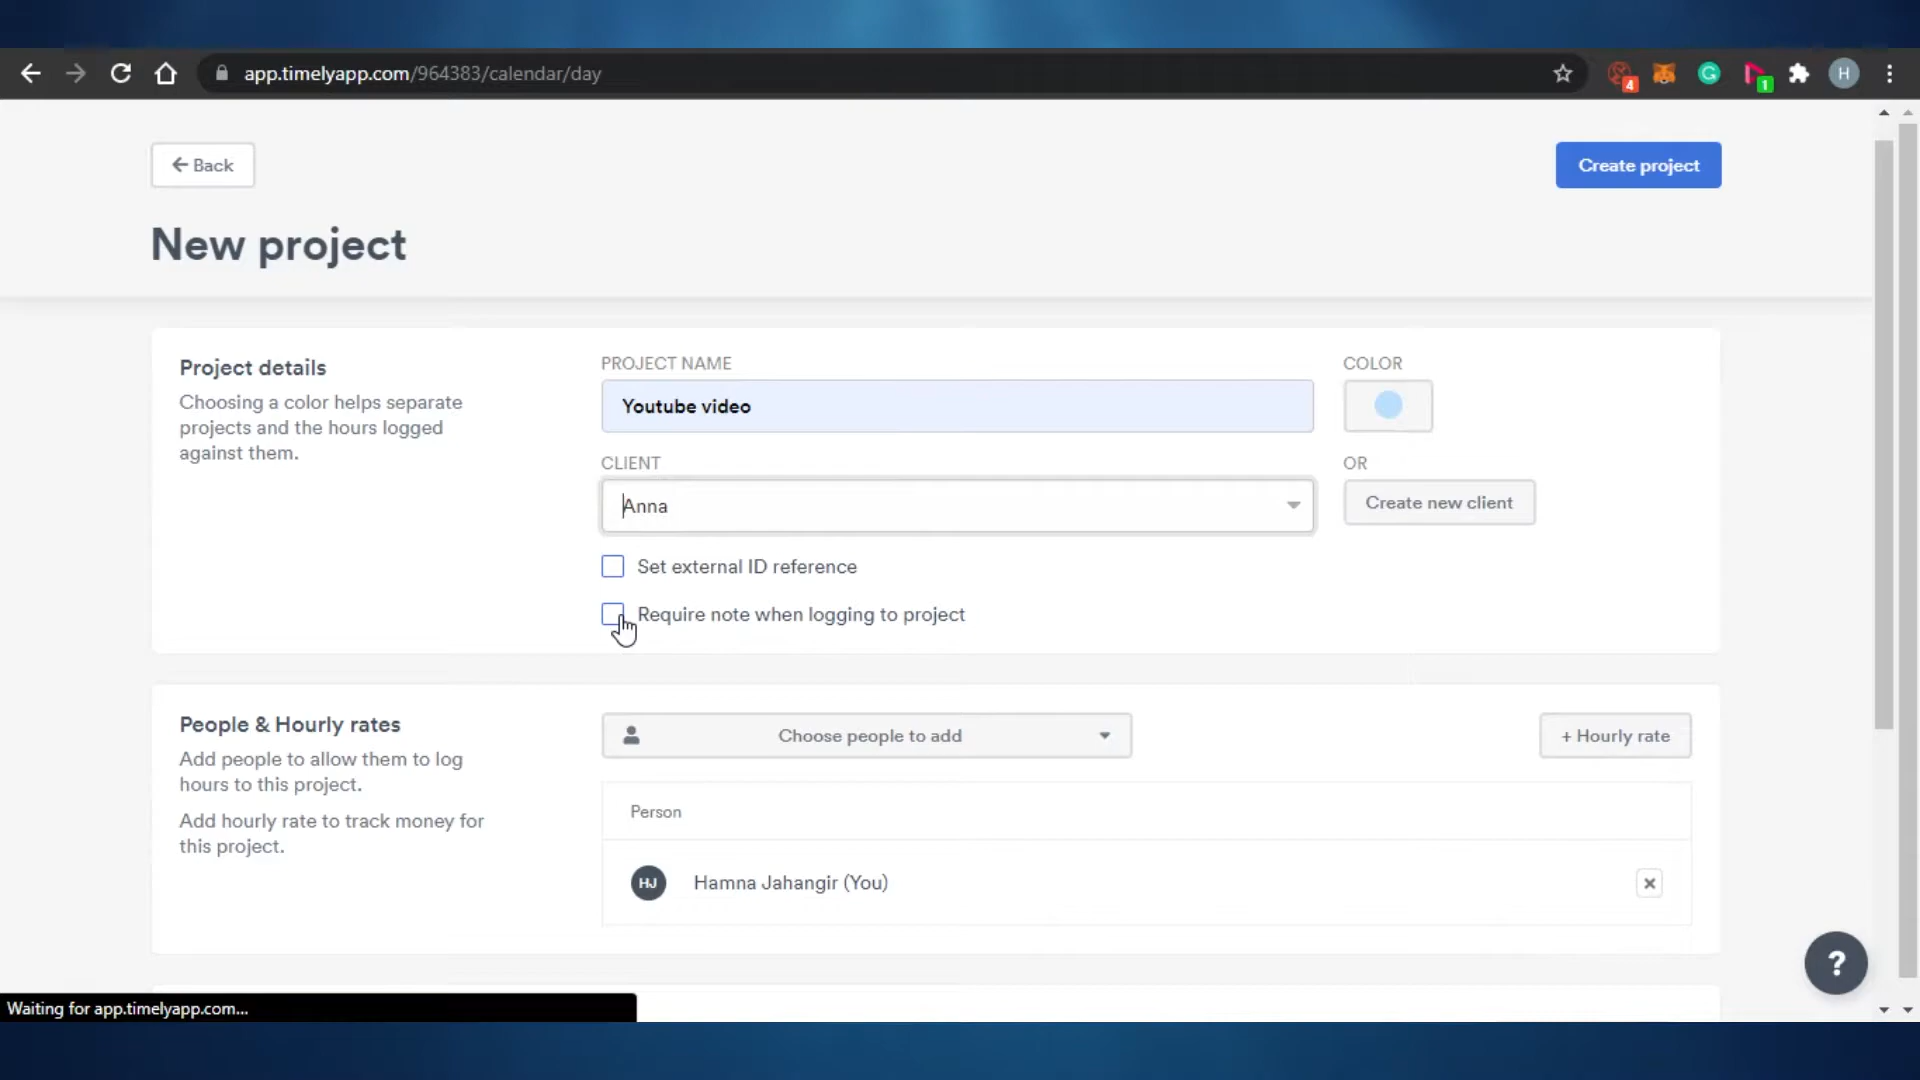 app.timelyapp.com/964383/calendar/day
4
1
H
Back
Create project
New project
Project details
Choosing a color helps separate
projects and the hours logged
against them.
PROJECT NAME
Youtube video
COLOR
CLIENT
Anna
OR
Create new client
Set external ID reference
Require note when logging to project
People & Hourly rates
Add people to allow them to log
hours to this project.
Add hourly rate to track money for
this project.
Choose people to add
+ Hourly rate
Person
HJ
Hamna Jahangir (You)
?
Waiting for app.timelyapp.com...